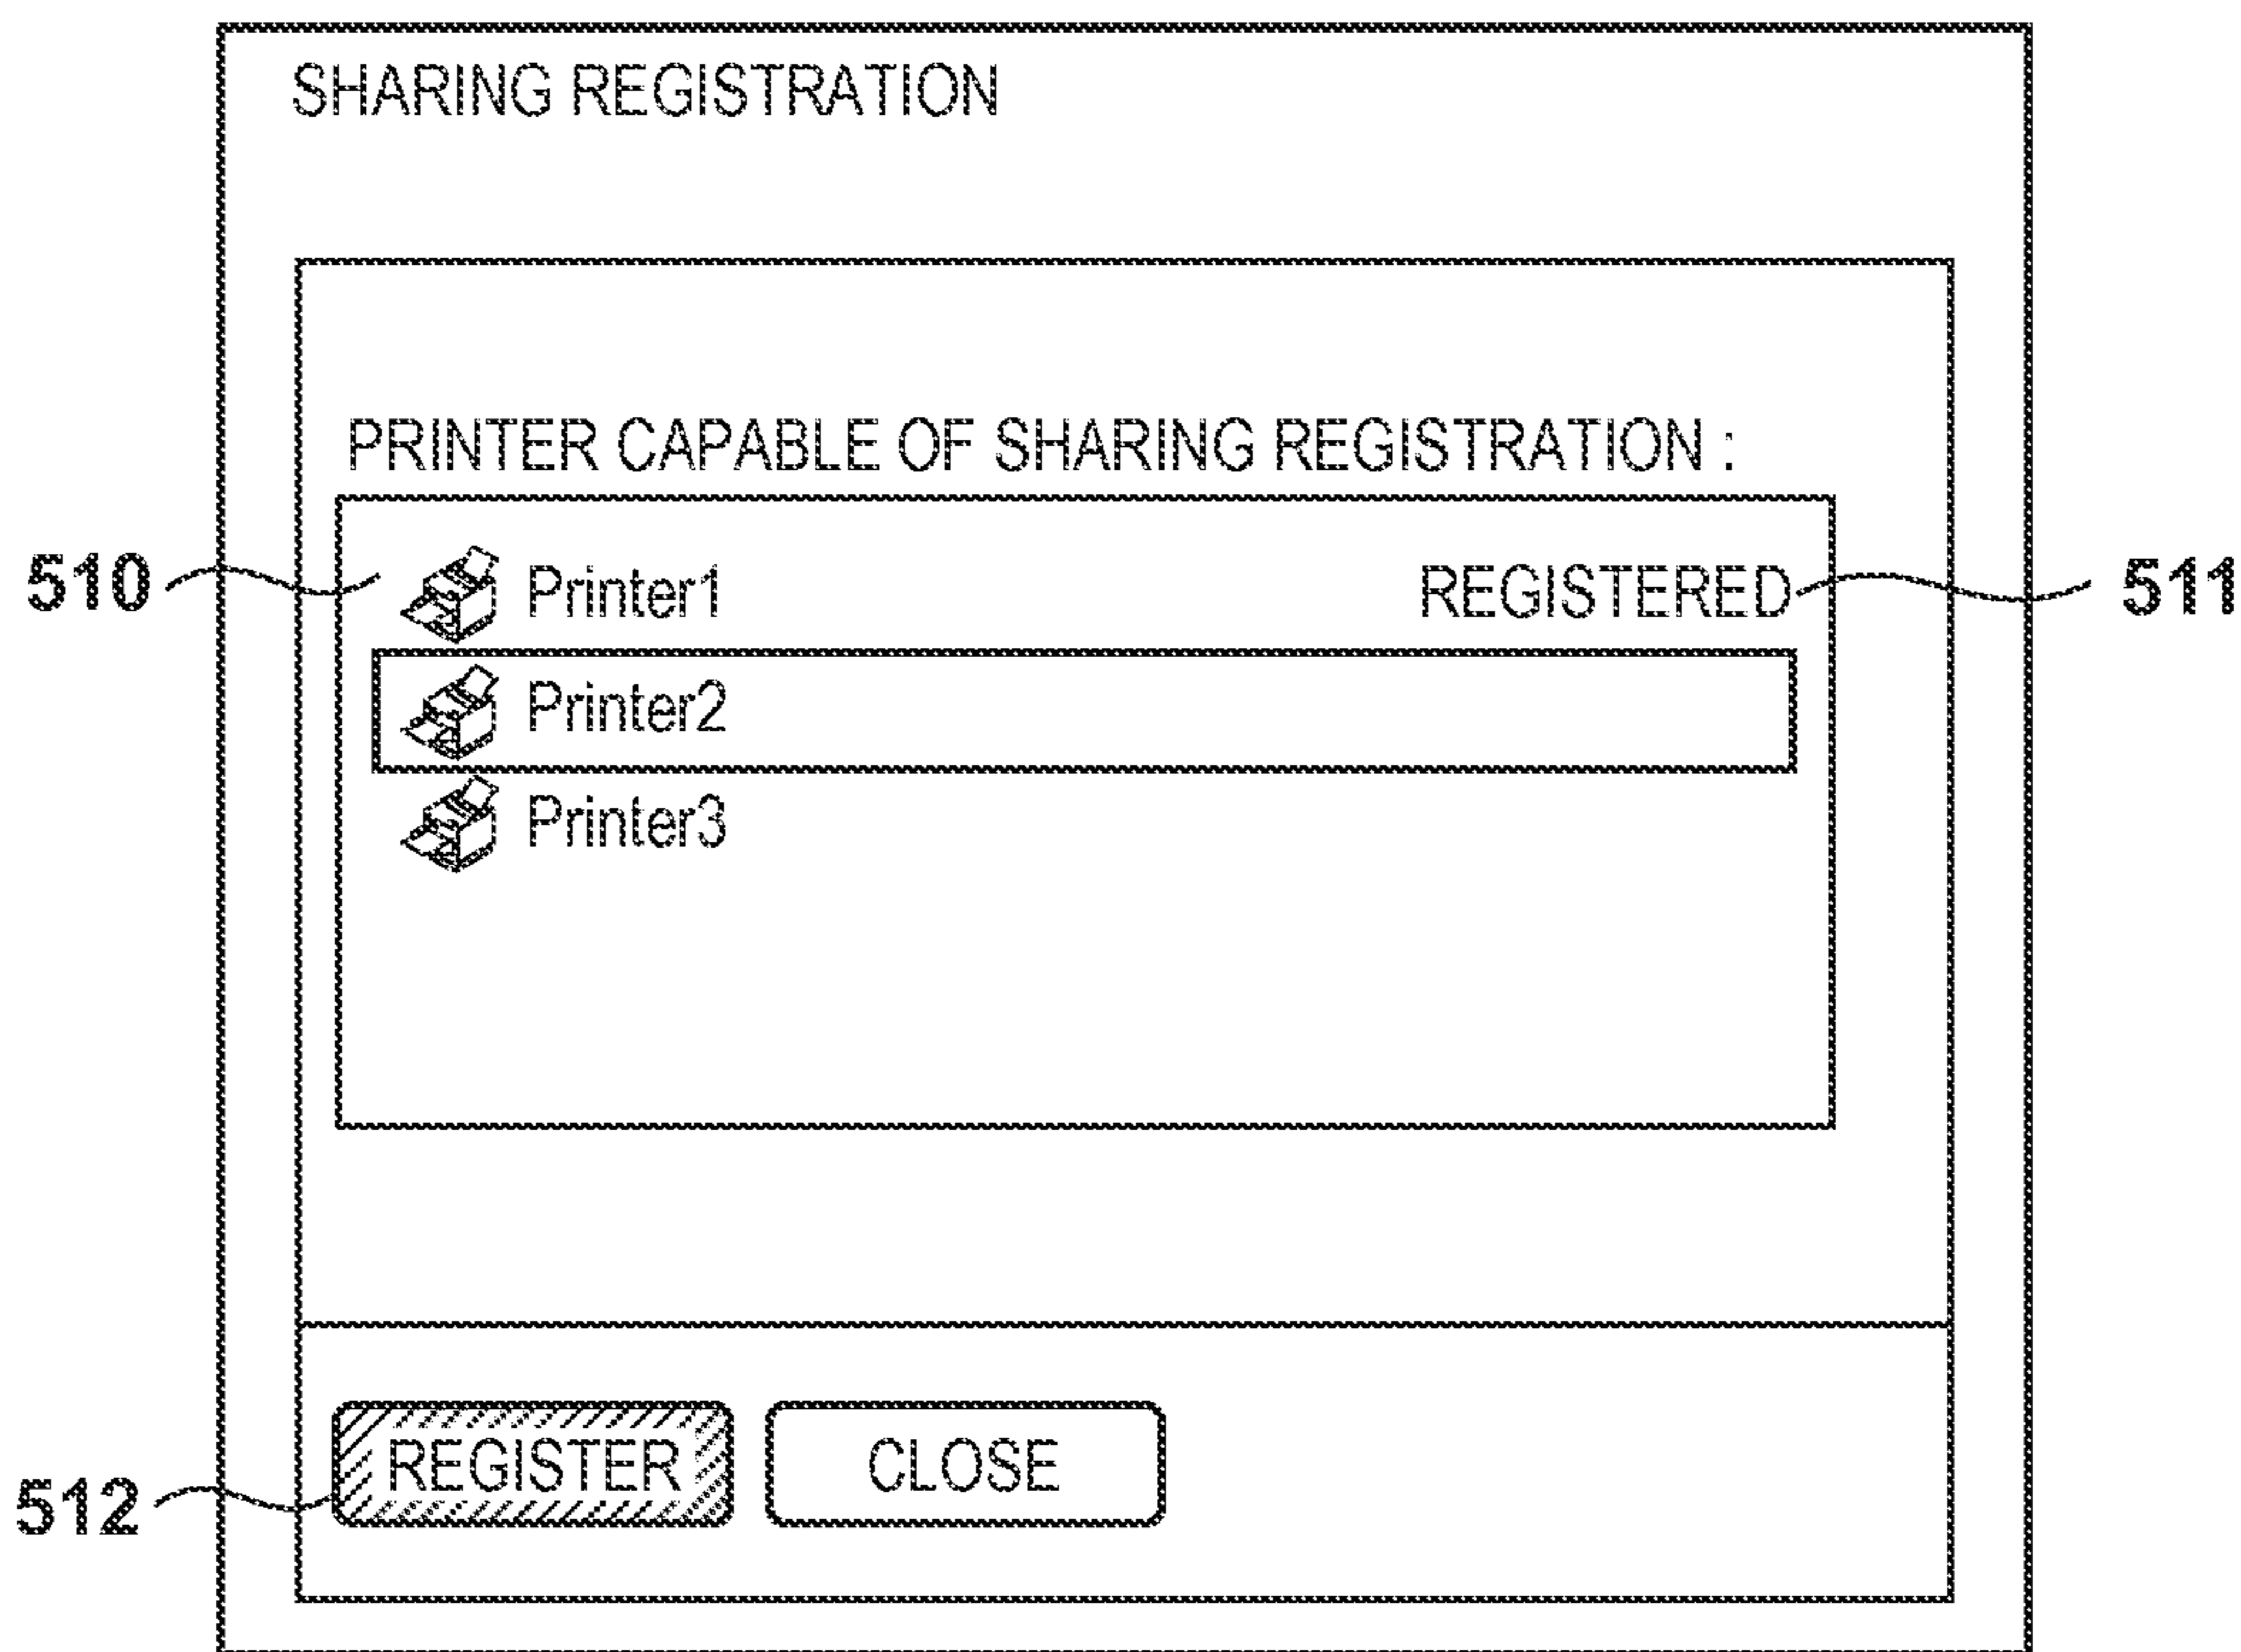 SHARING REGISTRATION
PRINTER CAPABLE OF SHARING REGISTRATION :
510 Printer1 REGISTERED 511
Printer2
Printer3
512 REGISTER CLOSE